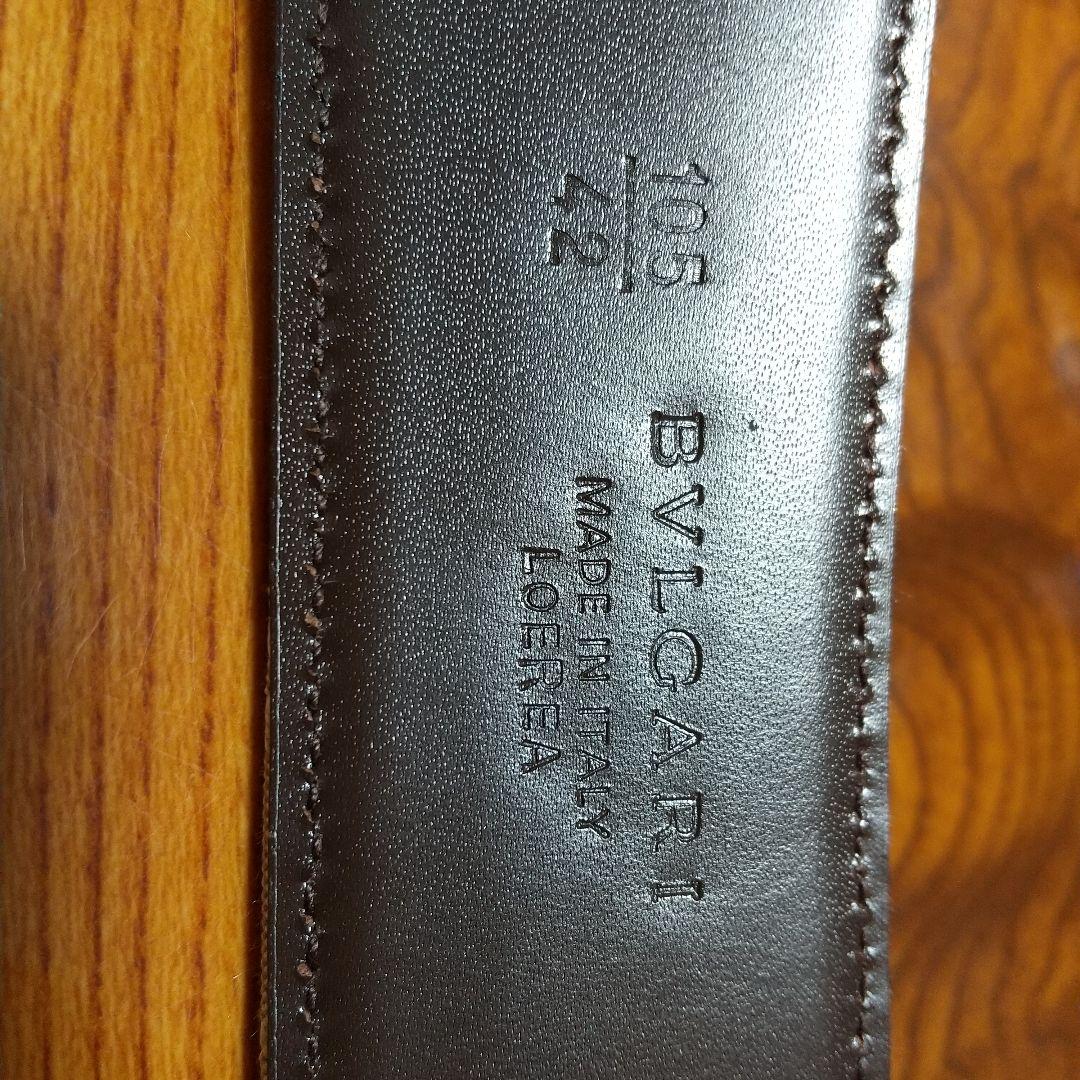 105
42
BVLGARI
MADE IN ITALY
LOEREA